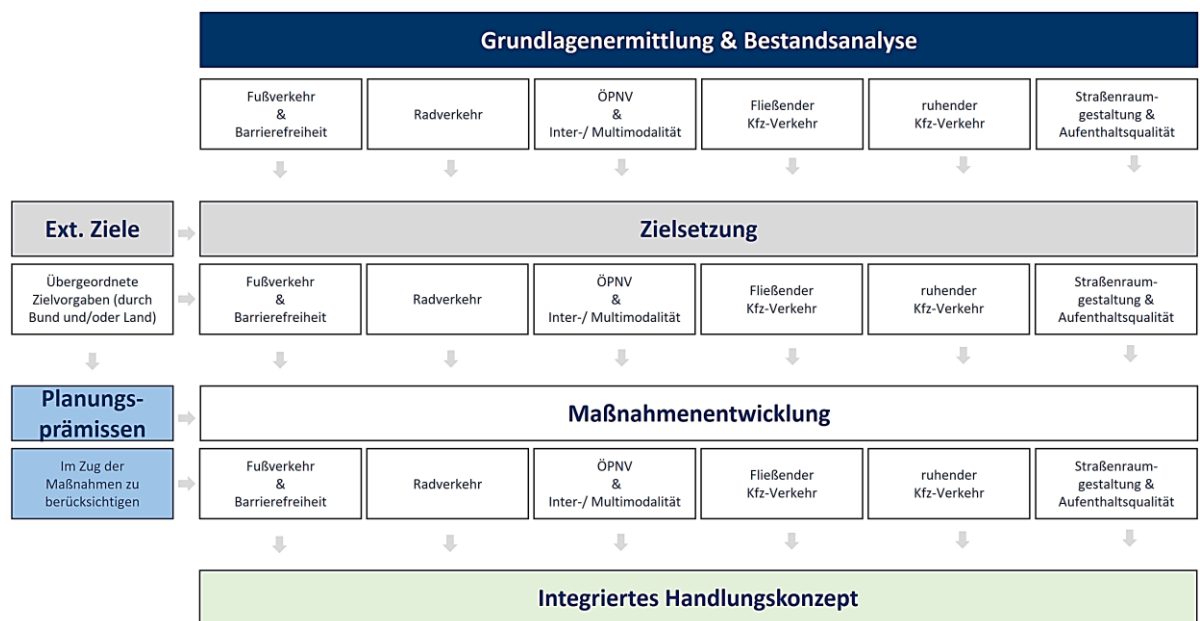 Grundlagenermittlung & Bestandsanalyse
Fußverkehr
&
Barrierefreiheit
Radverkehr
ÖPNV
&
Inter-/ Multimodalität
Fließender
Kfz-Verkehr
ruhender
Kfz-Verkehr
Straßenraum-
gestaltung &
Aufenthaltsqualität
Ext. Ziele
Zielsetzung
Übergeordnete
Zielvorgaben (durch
Bund und/oder Land)
Fußverkehr
&
Barrierefreiheit
Radverkehr
ÖPNV
&
Inter-/ Multimodalität
Fließender
Kfz-Verkehr
ruhender
Kfz-Verkehr
Straßenraum-
gestaltung &
Aufenthaltsqualität
Planungs-
prämissen
Maßnahmenentwicklung
Im Zug der
Maßnahmen zu
berücksichtigen
Fußverkehr
&
Barrierefreiheit
Radverkehr
ÖPNV
&
Inter-/ Multimodalität
Fließender
Kfz-Verkehr
ruhender
Kfz-Verkehr
Straßenraum-
gestaltung &
Aufenthaltsqualität
Integriertes Handlungskonzept